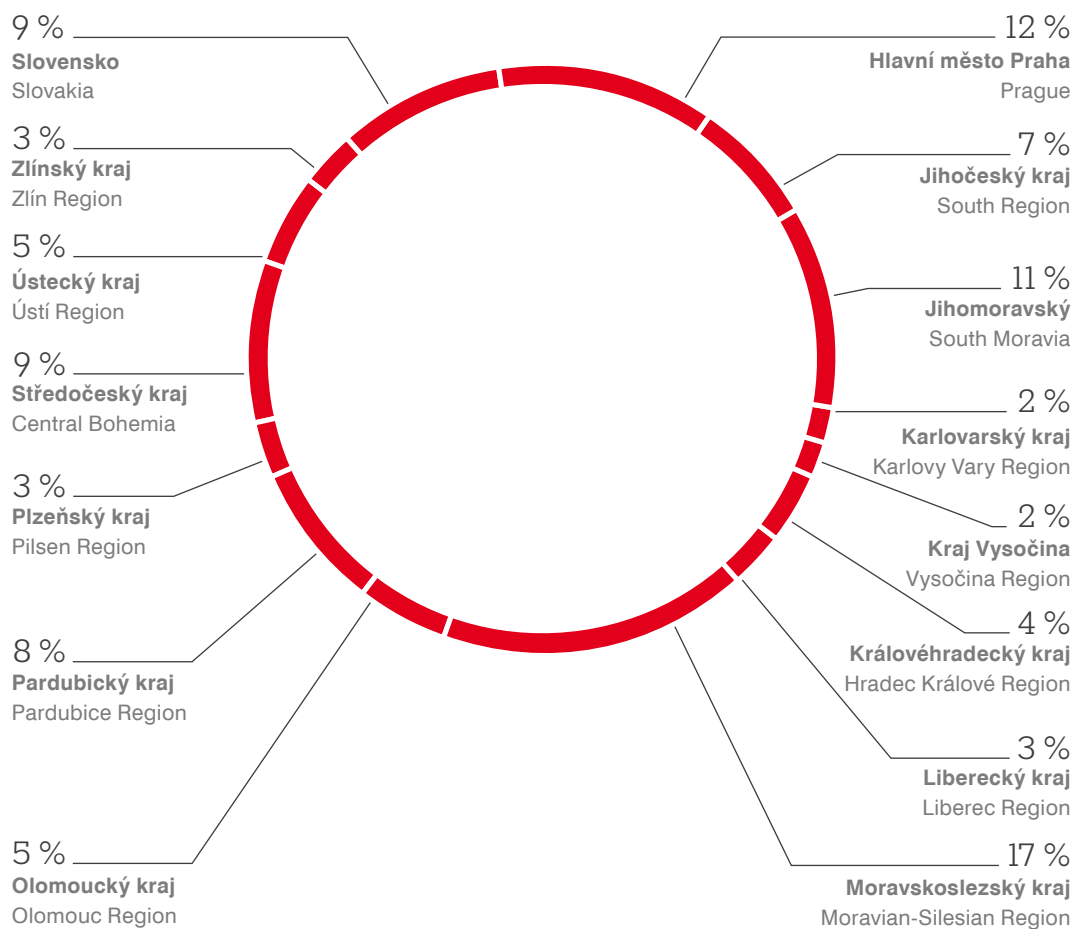 9 %
Slovensko
Slovakia
3 %
Zlínský kraj
Zlín Region
5 %
Ústecký kraj
Ústí Region
9 %
Středočeský kraj
Central Bohemia
3 %
Plzeňský kraj
Pilsen Region
8 %
Pardubický kraj
Pardubice Region
5 %
Olomoucký kraj
Olomouc Region
12 %
Hlavní město Praha
Prague
7 %
Jihočeský kraj
South Region
11 %
Jihomoravský
South Moravia
2 %
Karlovarský kraj
Karlovy Vary Region
2 %
Kraj Vysočina
Vysočina Region
4 %
Královéhradecký kraj
Hradec Králové Region
3 %
Liberecký kraj
Liberec Region
17 %
Moravskoslezský kraj
Moravian-Silesian Region